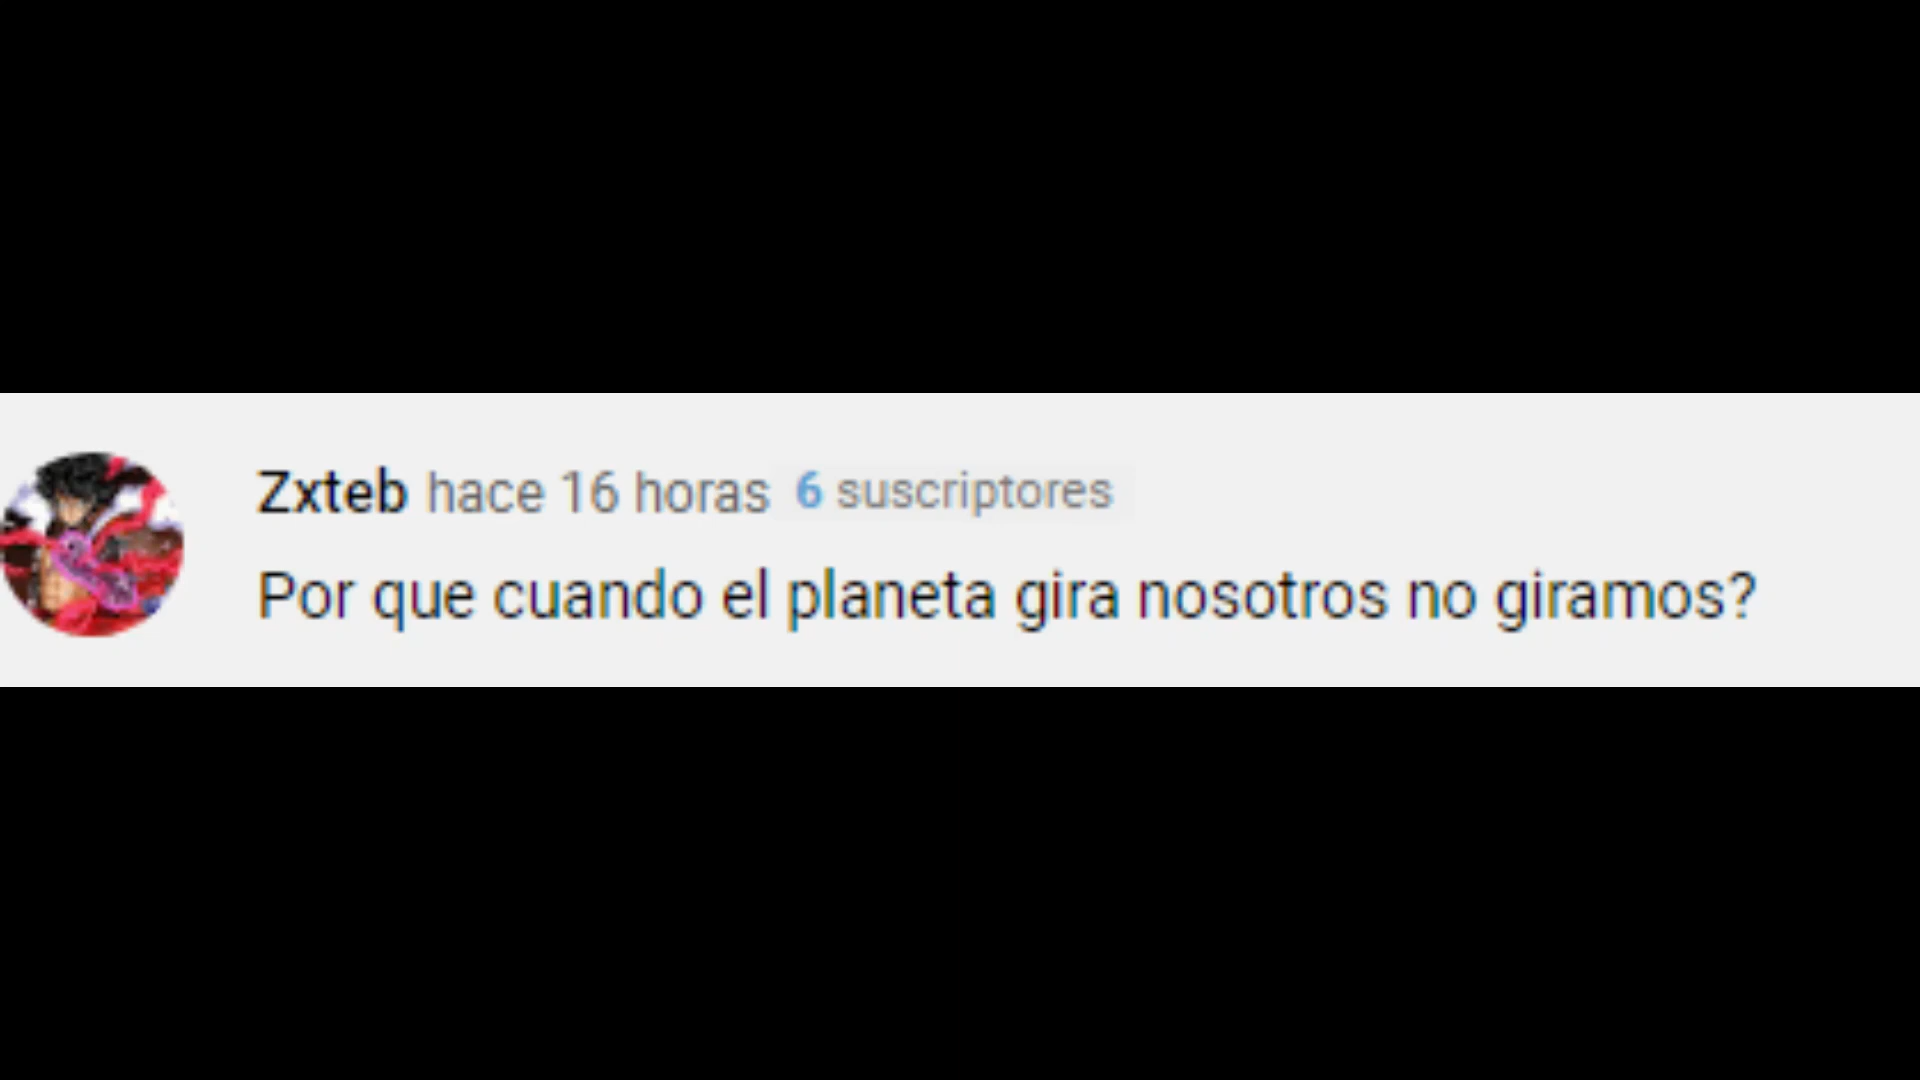 Zxteb hace 16 horas 6 suscriptores
Por que cuando el planeta gira nosotros no giramos?